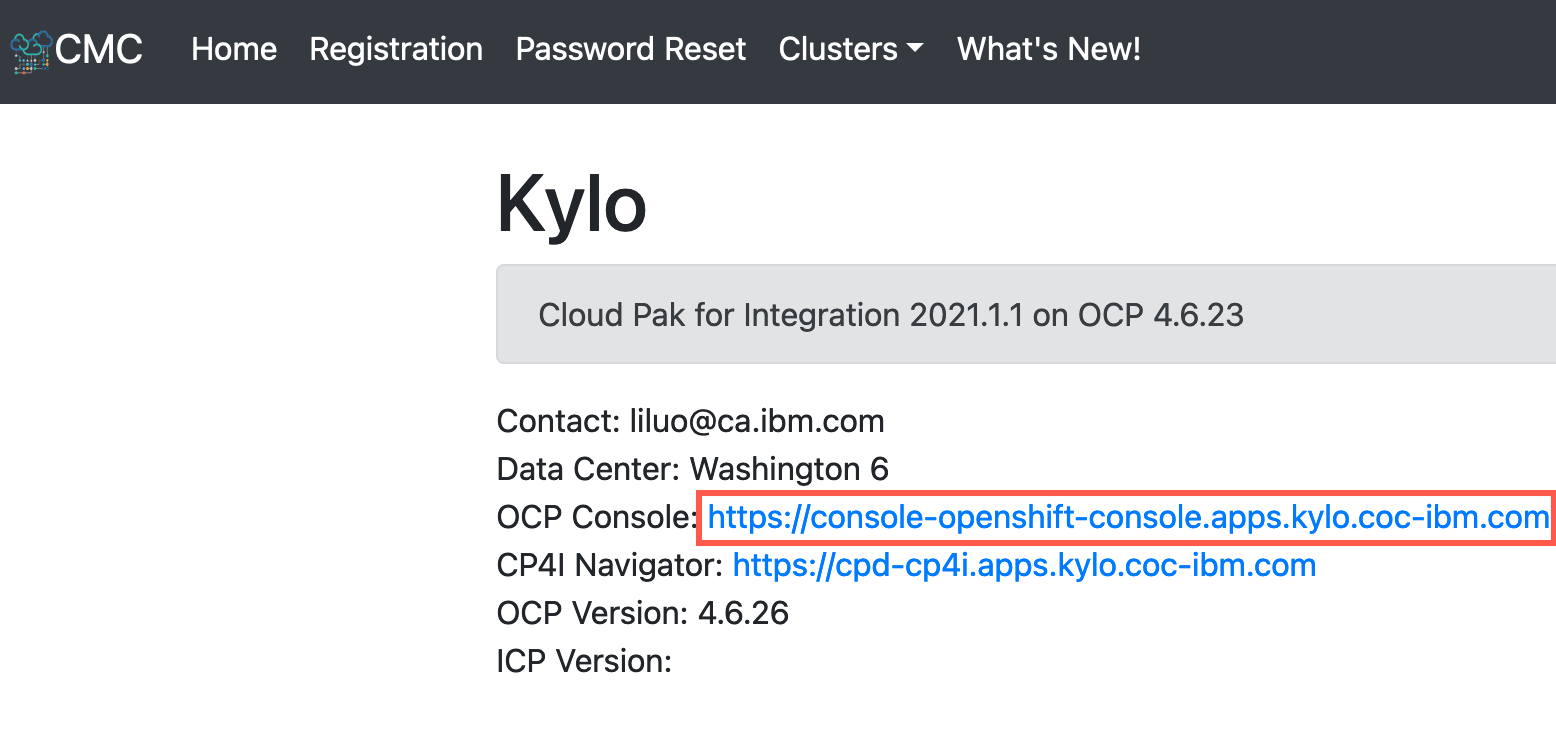 CMC Home Registration Password Reset Clusters What's New!
Kylo
Cloud Pak for Integration 2021.1.1 on OCP 4.6.23
Contact: liluo@ca.ibm.com
Data Center: Washington 6
OCP Console: https://console-openshift-console.apps.kylo.coc-ibm.com
CP4I Navigator: https://cpd-cp4i.apps.kylo.coc-ibm.com
OCP Version: 4.6.26
ICP Version: